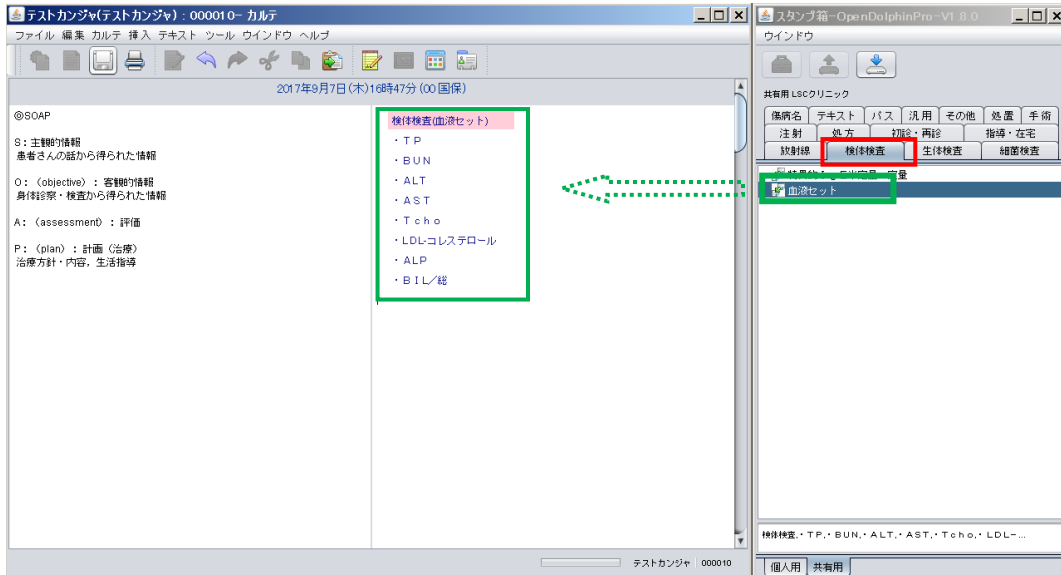 テストカンジャ(テストカンジャ) : 000010- カルテ
ファイル 編集 カルテ 挿入 テキスト ツール ウインドウ ヘルプ
2017年9月7日(木)16時47分(00 国保)
◎SOAP
S:主観的情報
患者さんの話から得られた情報
O:(objective):客観的情報
身体診察・検査から得られた情報
A:(assessment):評価
P:(plan):計画(治療)
治療方針・内容, 生活指導
検体検査(血液セット)
・TP
・BUN
・ALT
・AST
・Tcho
・LDL-コレステロール
・ALP
・BIL/総
テストカンジャ 000010
スタンプ箱-OpenDolphinPro-V1.8.0
ウインドウ
共有用 LSCクリニック
傷病名 テキスト パス 汎用 その他 処置 手術
注射 処方 初診・再診 指導・在宅
放射線 検体検査 生体検査 細菌検査
血液セット
検体検査,・TP,・BUN,・ALT,・AST,・Tcho,・LDL-...
個人用 共有用